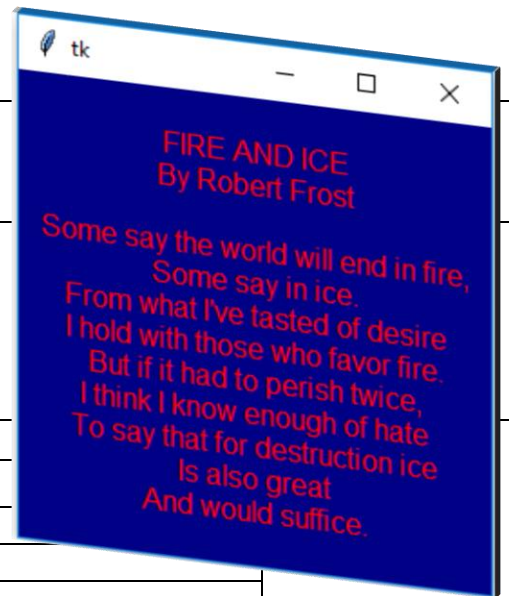 tk
FIRE AND ICE
By Robert Frost
Some say the world will end in fire,
Some say in ice.
From what I've tasted of desire
I hold with those who favor fire.
But if it had to perish twice,
I think I know enough of hate
To say that for destruction ice
Is also great
And would suffice.